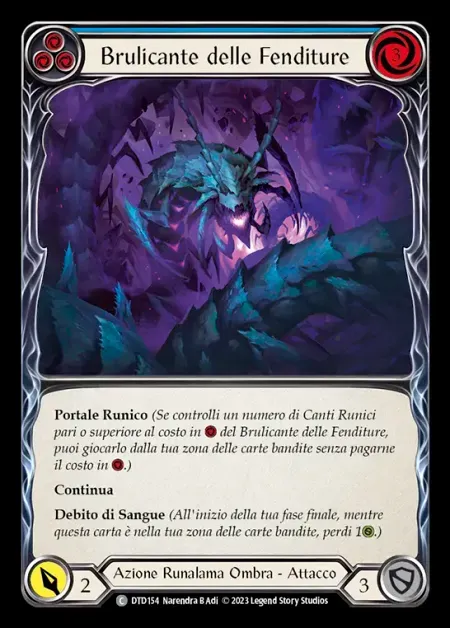 Brulicante delle Fenditure
3
Portale Runico (Se controlli un numero di Canti Runici
pari o superiore al costo in del Brulicante delle Fenditure,
puoi giocarlo dalla tua zona delle carte bandite senza pagarne
il costo in .)
Continua
Debito di Sangue (All'inizio della tua fase finale, mentre
questa carta è nella tua zona delle carte bandite, perdi 1 .)
2
Azione Runalama Ombra - Attacco
3
C DTD154 Narendra B Adi © 2023 Legend Story Studios